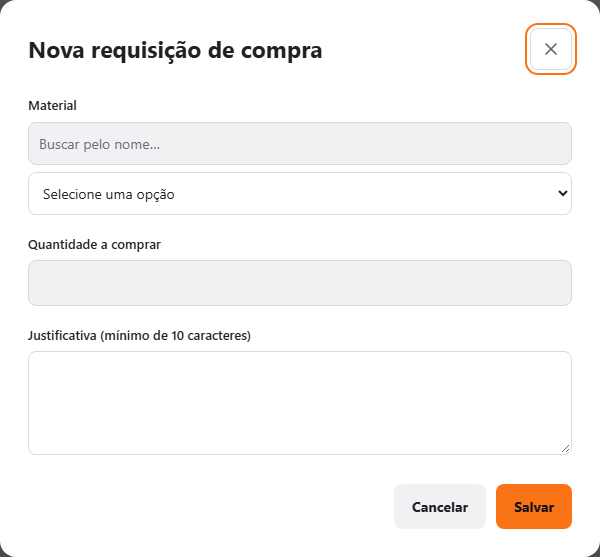 Nova requisição de compra
Material
Buscar pelo nome...
Selecione uma opção
Quantidade a comprar
Justificativa (mínimo de 10 caracteres)
Cancelar
Salvar